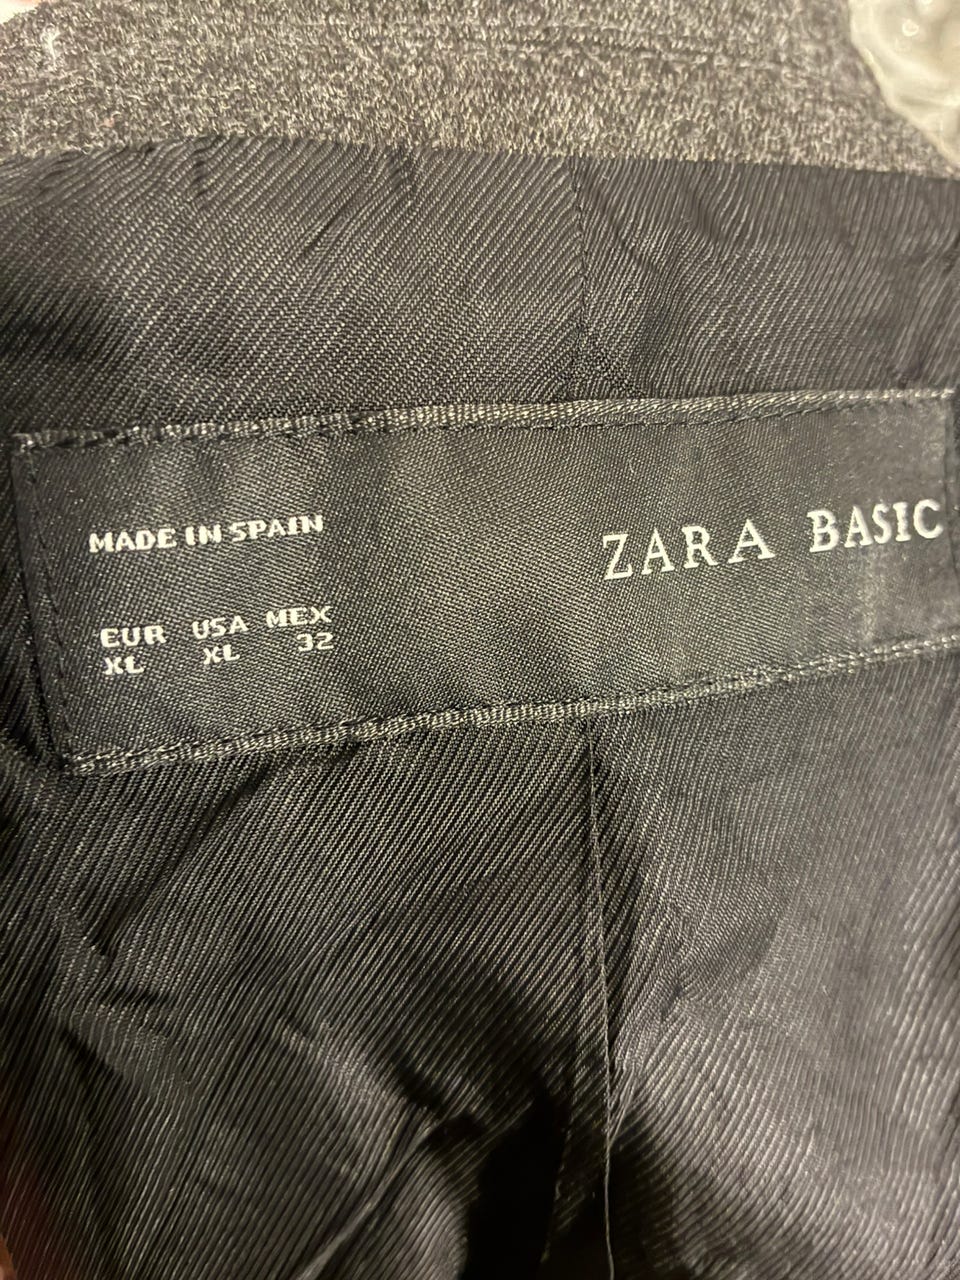 MADE IN SPAIN
EUR USA MEX
XL XL 32
ZARA BASIC